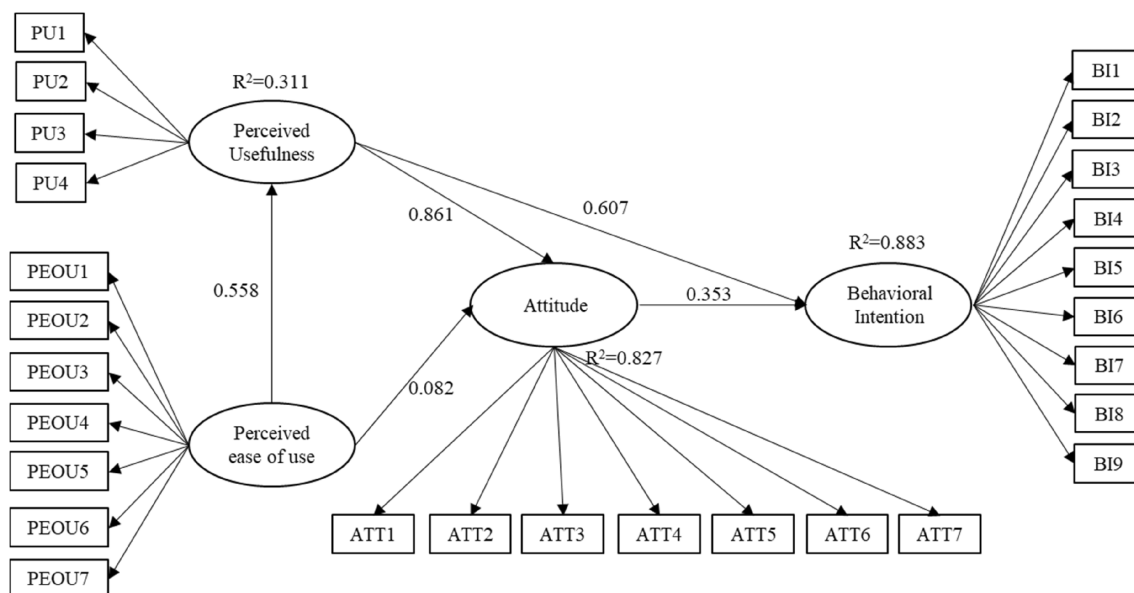 PU1
PU2
PU3
PU4
R²=0.311
Perceived
Usefulness
0.861
0.607
0.558
PEOU1
PEOU2
PEOU3
PEOU4
PEOU5
PEOU6
PEOU7
Perceived
ease of use
0.082
Attitude
R²=0.827
0.353
ATT1
ATT2
ATT3
ATT4
ATT5
ATT6
ATT7
R²=0.883
Behavioral
Intention
BI1
BI2
BI3
BI4
BI5
BI6
BI7
BI8
BI9